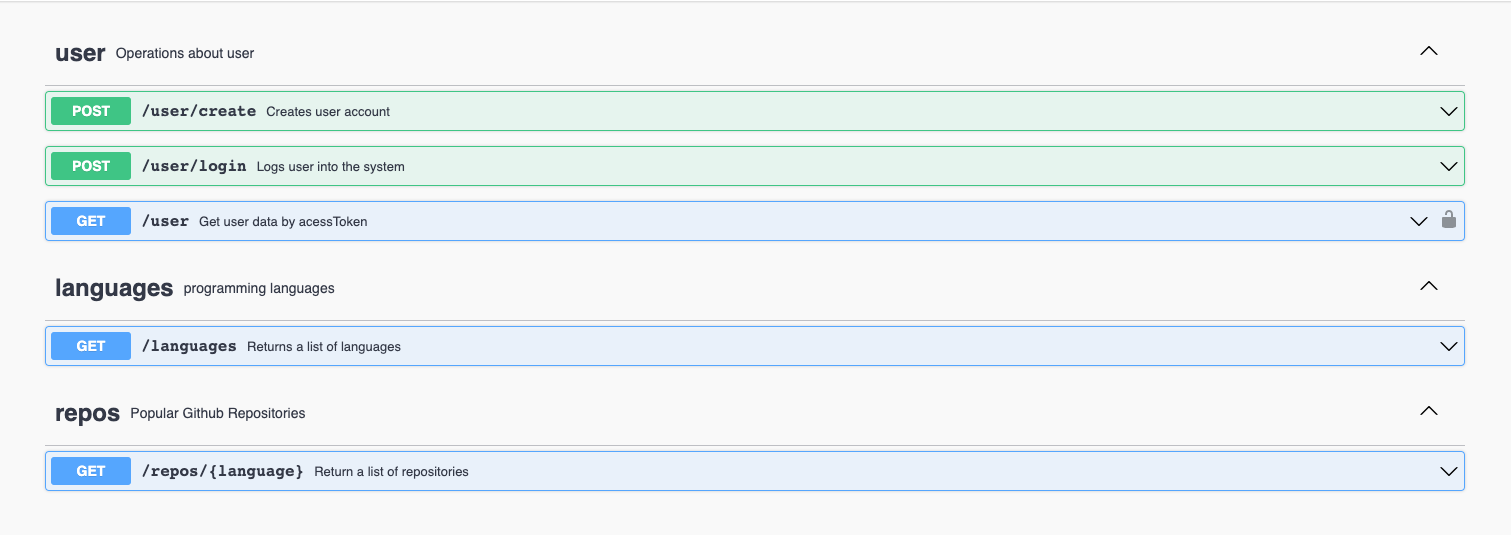 user Operations about user
POST /user/create Creates user account
POST /user/login Logs user into the system
GET /user Get user data by acessToken
languages programming languages
GET /languages Returns a list of languages
repos Popular Github Repositories
GET /repos/{language} Return a list of repositories